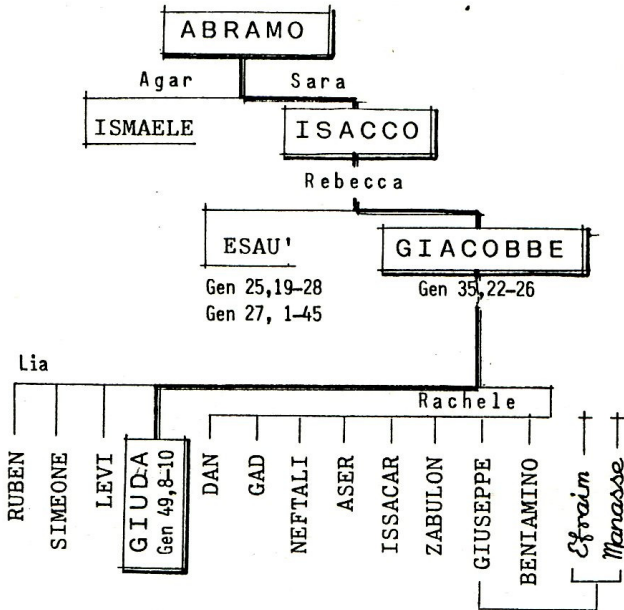 ABRAMO
Agar Sara
ISMAELE
ISACCO
Rebecca
ESAU'
GIACOBBE
Gen 25,19-28
Gen 35,22-26
Gen 27, 1-45
Lia
Rachele
RUBEN
SIMEONE
LEVI
GIUDA
Gen 49,8-10
DAN
GAD
NEFTALI
ASER
ISSACAR
ZABULON
GIUSEPPE
BENIAMINO
Efraim
Manasse